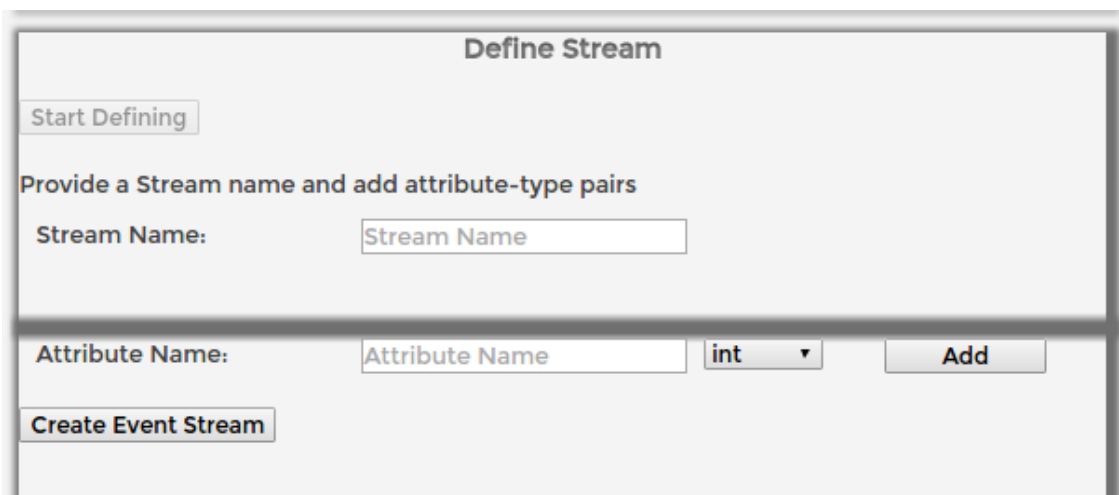 Define Stream
Start Defining
Provide a Stream name and add attribute-type pairs
Stream Name: Stream Name
Attribute Name: Attribute Name int Add
Create Event Stream